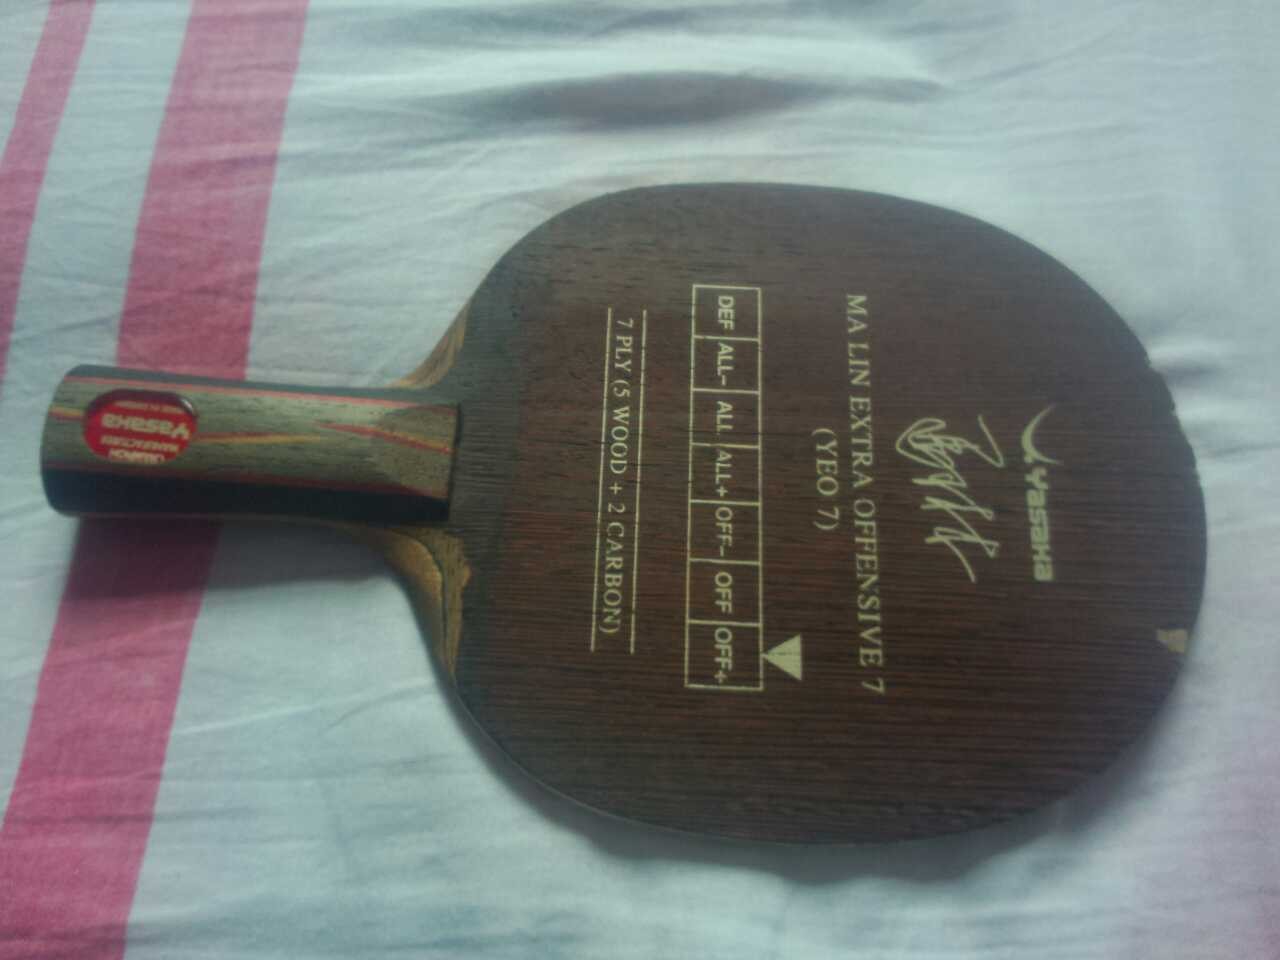 Yasaka
MA LIN EXTRA OFFENSIVE 7
(YEO 7)
DEF ALL- ALL ALL+ OFF- OFF OFF+
7 PLY (5 WOOD + 2 CARBON)
Yasaka